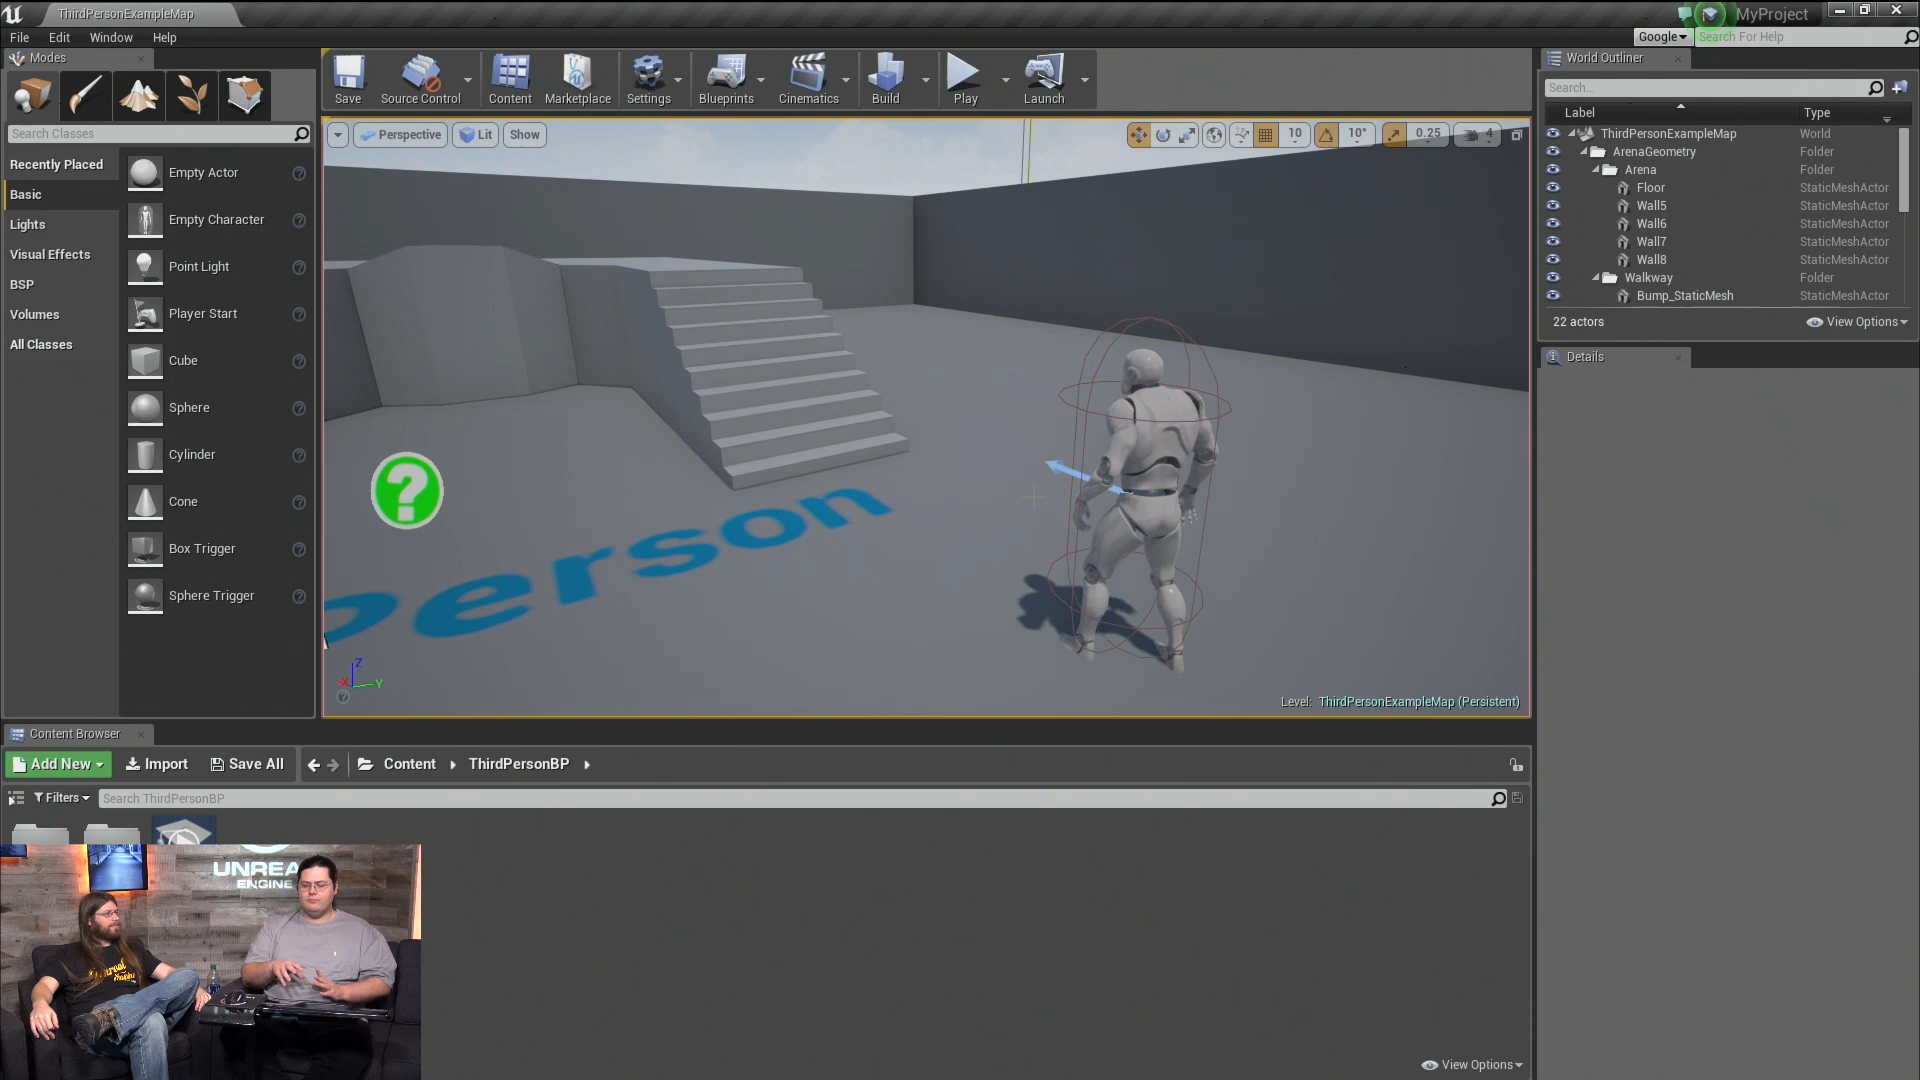 ThirdPersonExampleMap
MyProject
File Edit Window Help
Google Search For Help
Modes
Save Source Control Content Marketplace Settings Blueprints Cinematics Build Play Launch
World Outliner
Search...
Label Type
Search Classes
Perspective Lit Show
10 10° 0.25 4
Recently Placed
Basic
Lights
Visual Effects
BSP
Volumes
All Classes
Empty Actor
Empty Character
Point Light
Player Start
Cube
Sphere
Cylinder
Cone
Box Trigger
Sphere Trigger
ThirdPersonExampleMap World
ArenaGeometry Folder
Arena Folder
Floor StaticMeshActor
Wall5 StaticMeshActor
Wall6 StaticMeshActor
Wall7 StaticMeshActor
Wall8 StaticMeshActor
Walkway Folder
Bump_StaticMesh StaticMeshActor
22 actors View Options
Details
?
Person
Z
X Y
Level: ThirdPersonExampleMap (Persistent)
Content Browser
Add New Import Save All Content ThirdPersonBP
Filters Search ThirdPersonBP
UNREA
ENGINE
View Options